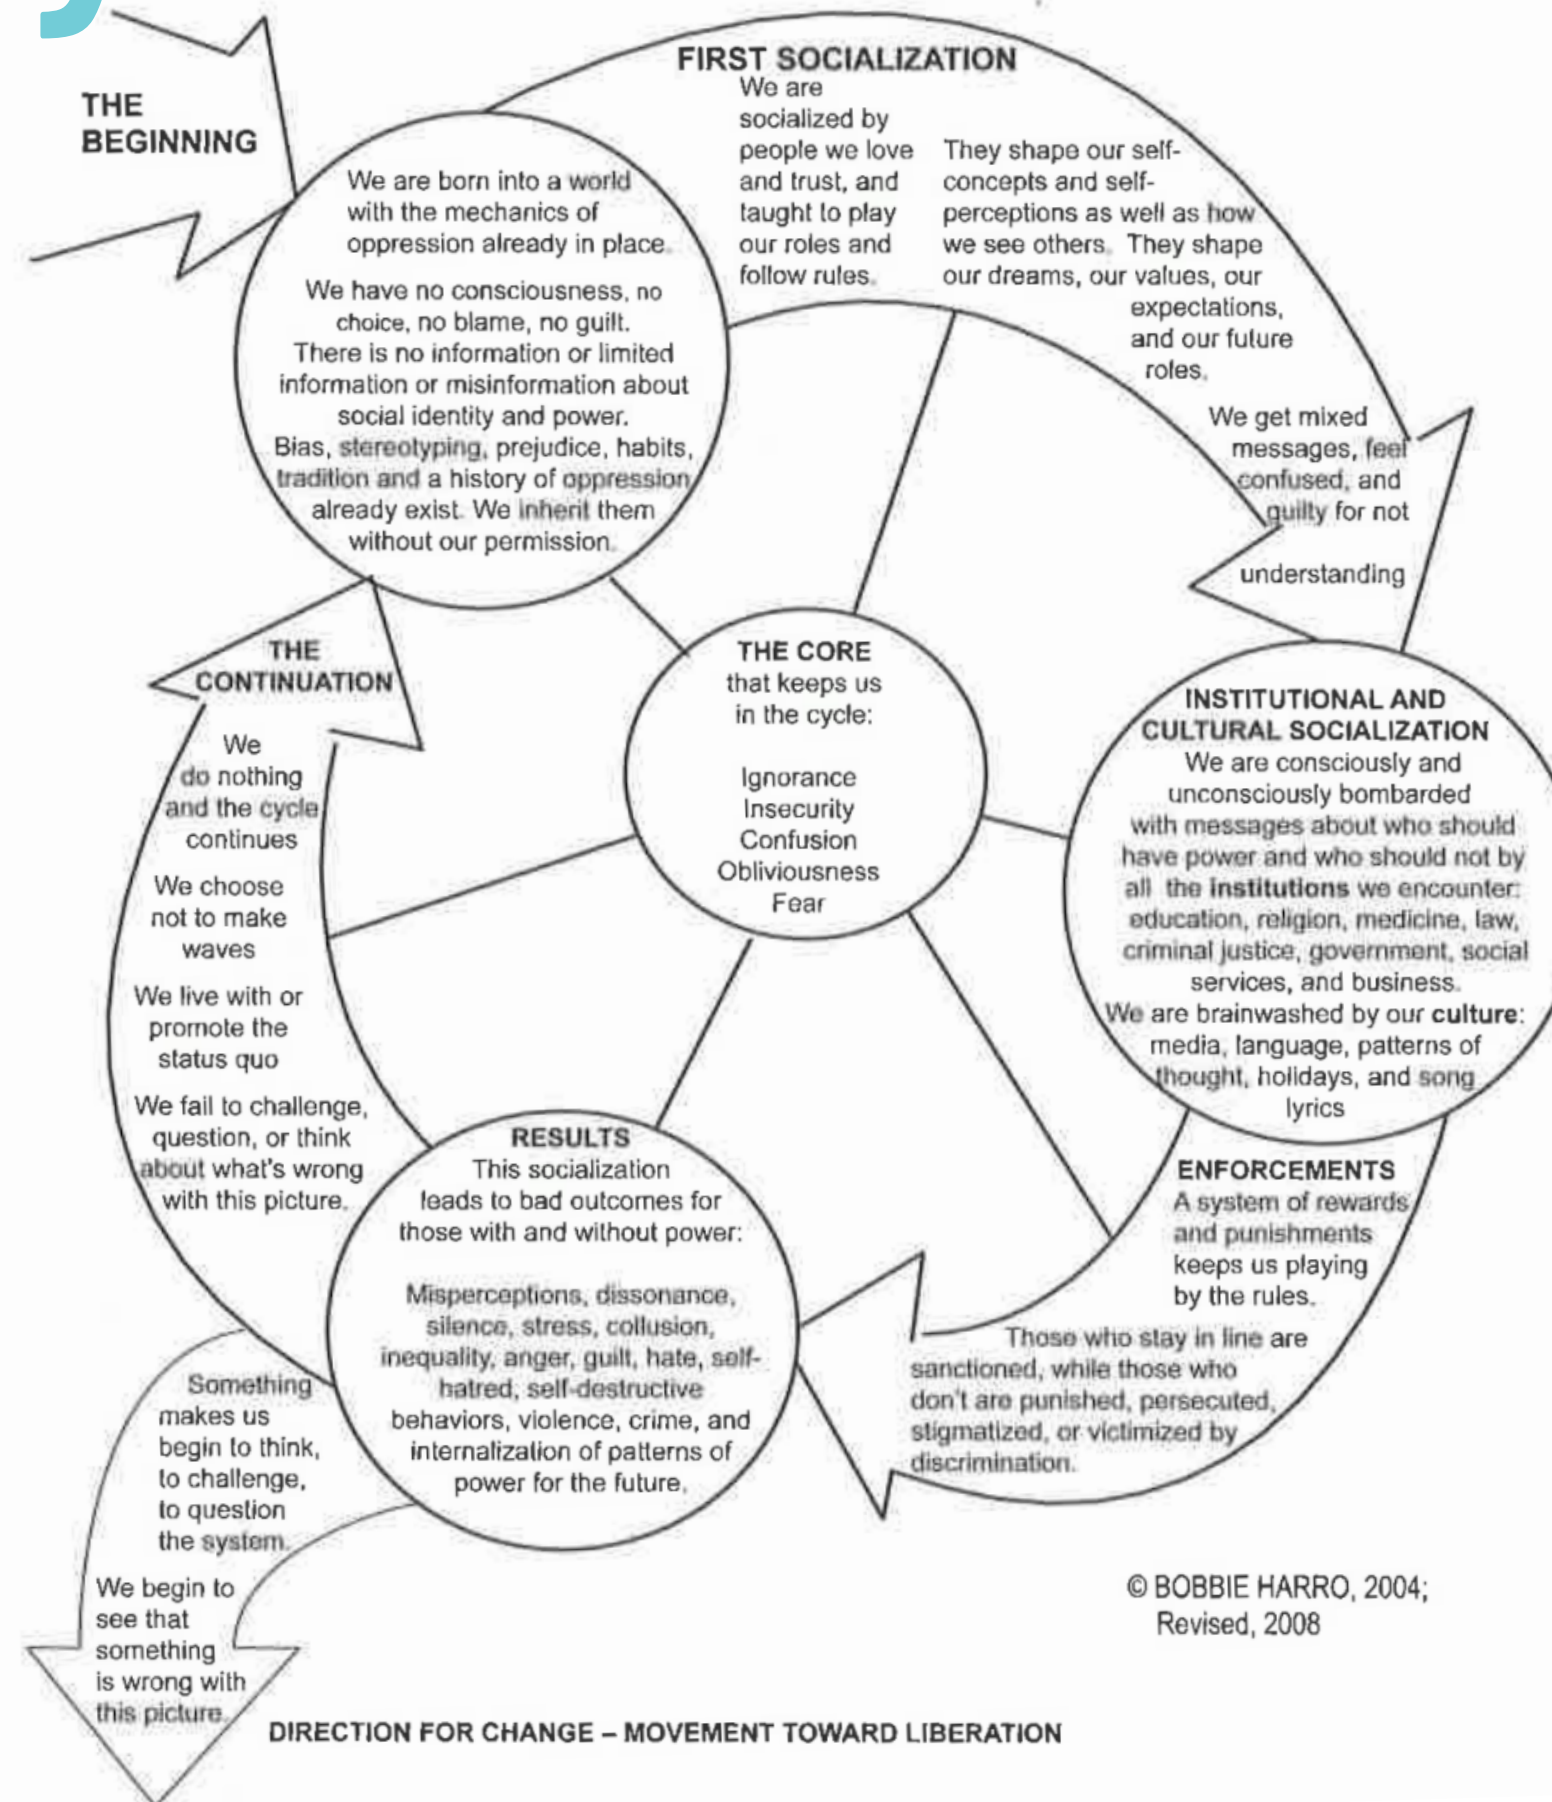 THE
BEGINNING
We are born into a world
with the mechanics of
oppression already in place.
We have no consciousness, no
choice, no blame, no guilt.
There is no information or limited
information or misinformation about
social identity and power.
Bias, stereotyping, prejudice, habits,
tradition and a history of oppression
already exist. We inherit them
without our permission.
FIRST SOCIALIZATION
We are
socialized by
people we love
and trust, and
taught to play
our roles and
follow rules.
They shape our self-
concepts and self-
perceptions as well as how
we see others. They shape
our dreams, our values, our
expectations,
and our future
roles.
We get mixed
messages, feel
confused, and
guilty for not
understanding
INSTITUTIONAL AND
CULTURAL SOCIALIZATION
We are consciously and
unconsciously bombarded
with messages about who should
have power and who should not by
all the institutions we encounter:
education, religion, medicine, law,
criminal justice, government, social
services, and business.
We are brainwashed by our culture:
media, language, patterns of
thought, holidays, and song
lyrics
ENFORCEMENTS
A system of rewards
and punishments
keeps us playing
by the rules.
Those who stay in line are
sanctioned, while those who
don't are punished, persecuted,
stigmatized, or victimized by
discrimination.
RESULTS
This socialization
leads to bad outcomes for
those with and without power:
Misperceptions, dissonance,
silence, stress, collusion,
inequality, anger, guilt, hate, self-
hatred, self-destructive
behaviors, violence, crime, and
internalization of patterns of
power for the future.
THE
CONTINUATION
We
do nothing
and the cycle
continues
We choose
not to make
waves
We live with or
promote the
status quo
We fail to challenge,
question, or think
about what's wrong
with this picture.
THE CORE
that keeps us
in the cycle:
Ignorance
Insecurity
Confusion
Obliviousness
Fear
Something
makes us
begin to think,
to challenge,
to question
the system.
We begin to
see that
something
is wrong with
this picture.
DIRECTION FOR CHANGE – MOVEMENT TOWARD LIBERATION
© BOBBIE HARRO, 2004;
Revised, 2008